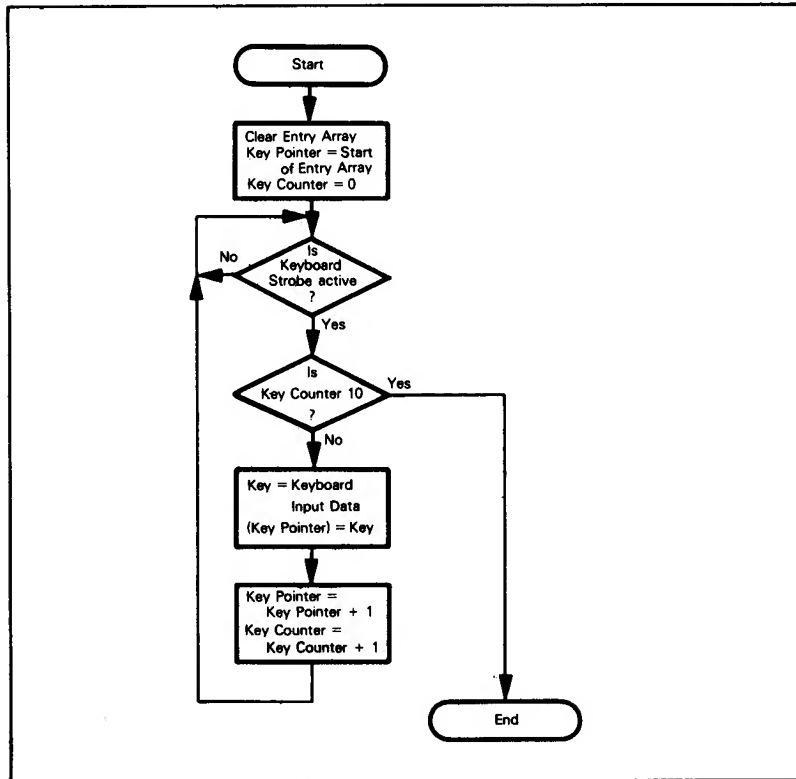 Start
Clear Entry Array
Key Pointer = Start
of Entry Array
Key Counter = 0
Is
Keyboard
Strobe active
?
No
Yes
Is
Key Counter 10
?
Yes
No
Key = Keyboard
Input Data
(Key Pointer) = Key
Key Pointer =
Key Pointer + 1
Key Counter =
Key Counter + 1
End